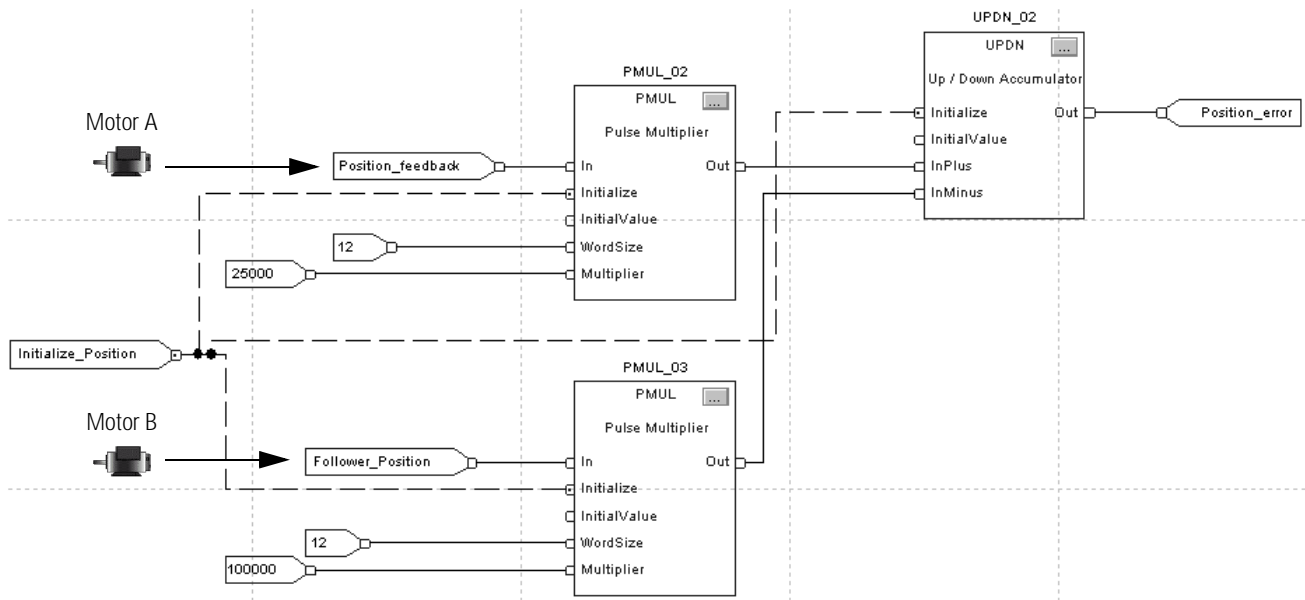 UPDN_02
UPDN
...
Up / Down Accumulator
Initialize
Out
Position_error
InitialValue
InPlus
InMinus
PMUL_02
PMUL
...
Pulse Multiplier
Motor A
Position_feedback
In
Out
Initialize
InitialValue
12
WordSize
25000
Multiplier
Initialize_Position
PMUL_03
PMUL
...
Pulse Multiplier
Motor B
Follower_Position
In
Out
Initialize
InitialValue
12
WordSize
100000
Multiplier